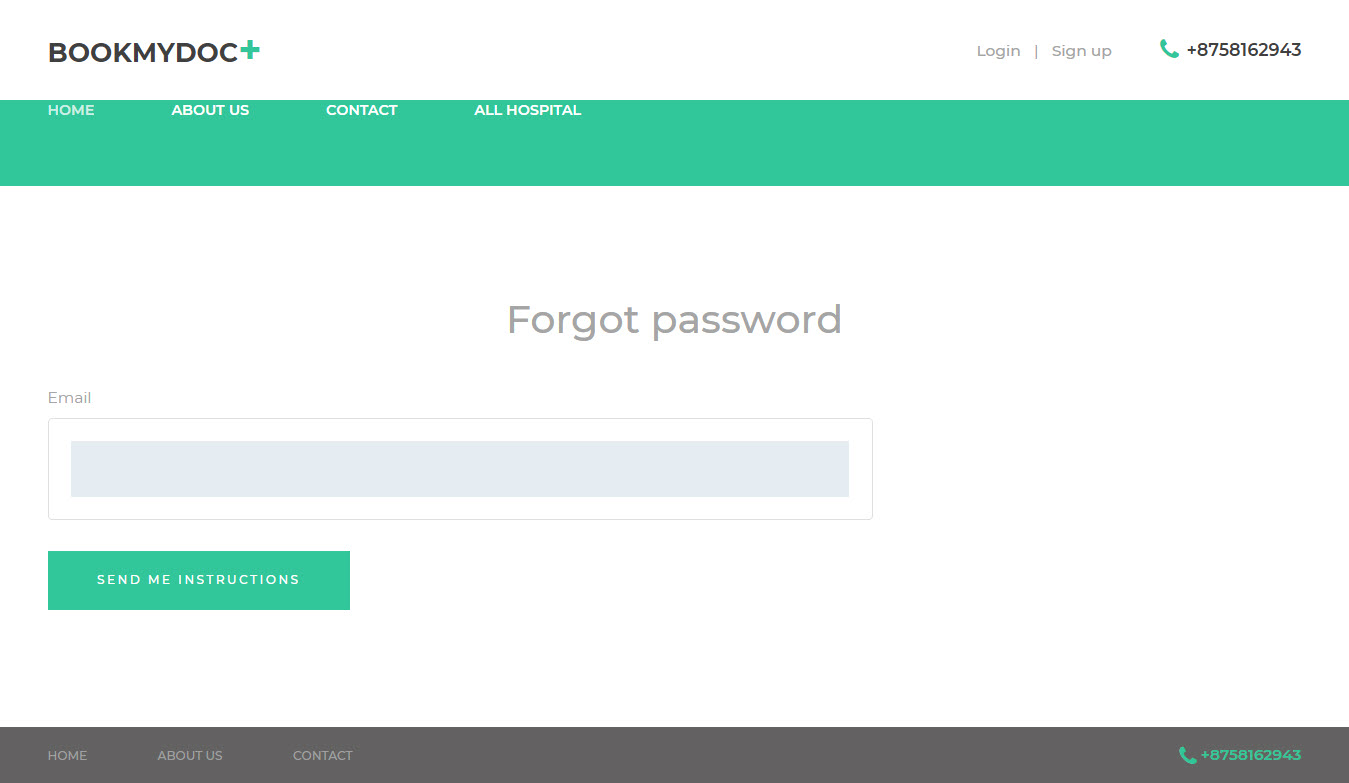 BOOKMYDOC+
Login | Sign up
+8758162943
HOME ABOUT US CONTACT ALL HOSPITAL
Forgot password
Email
SEND ME INSTRUCTIONS
HOME ABOUT US CONTACT
+8758162943